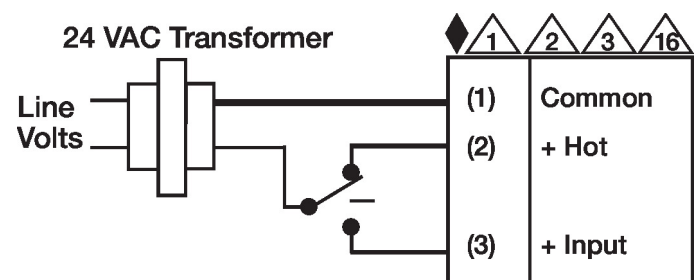 24 VAC Transformer
1 2 3 16
Line
Volts
(1) Common
(2) + Hot
(3) + Input